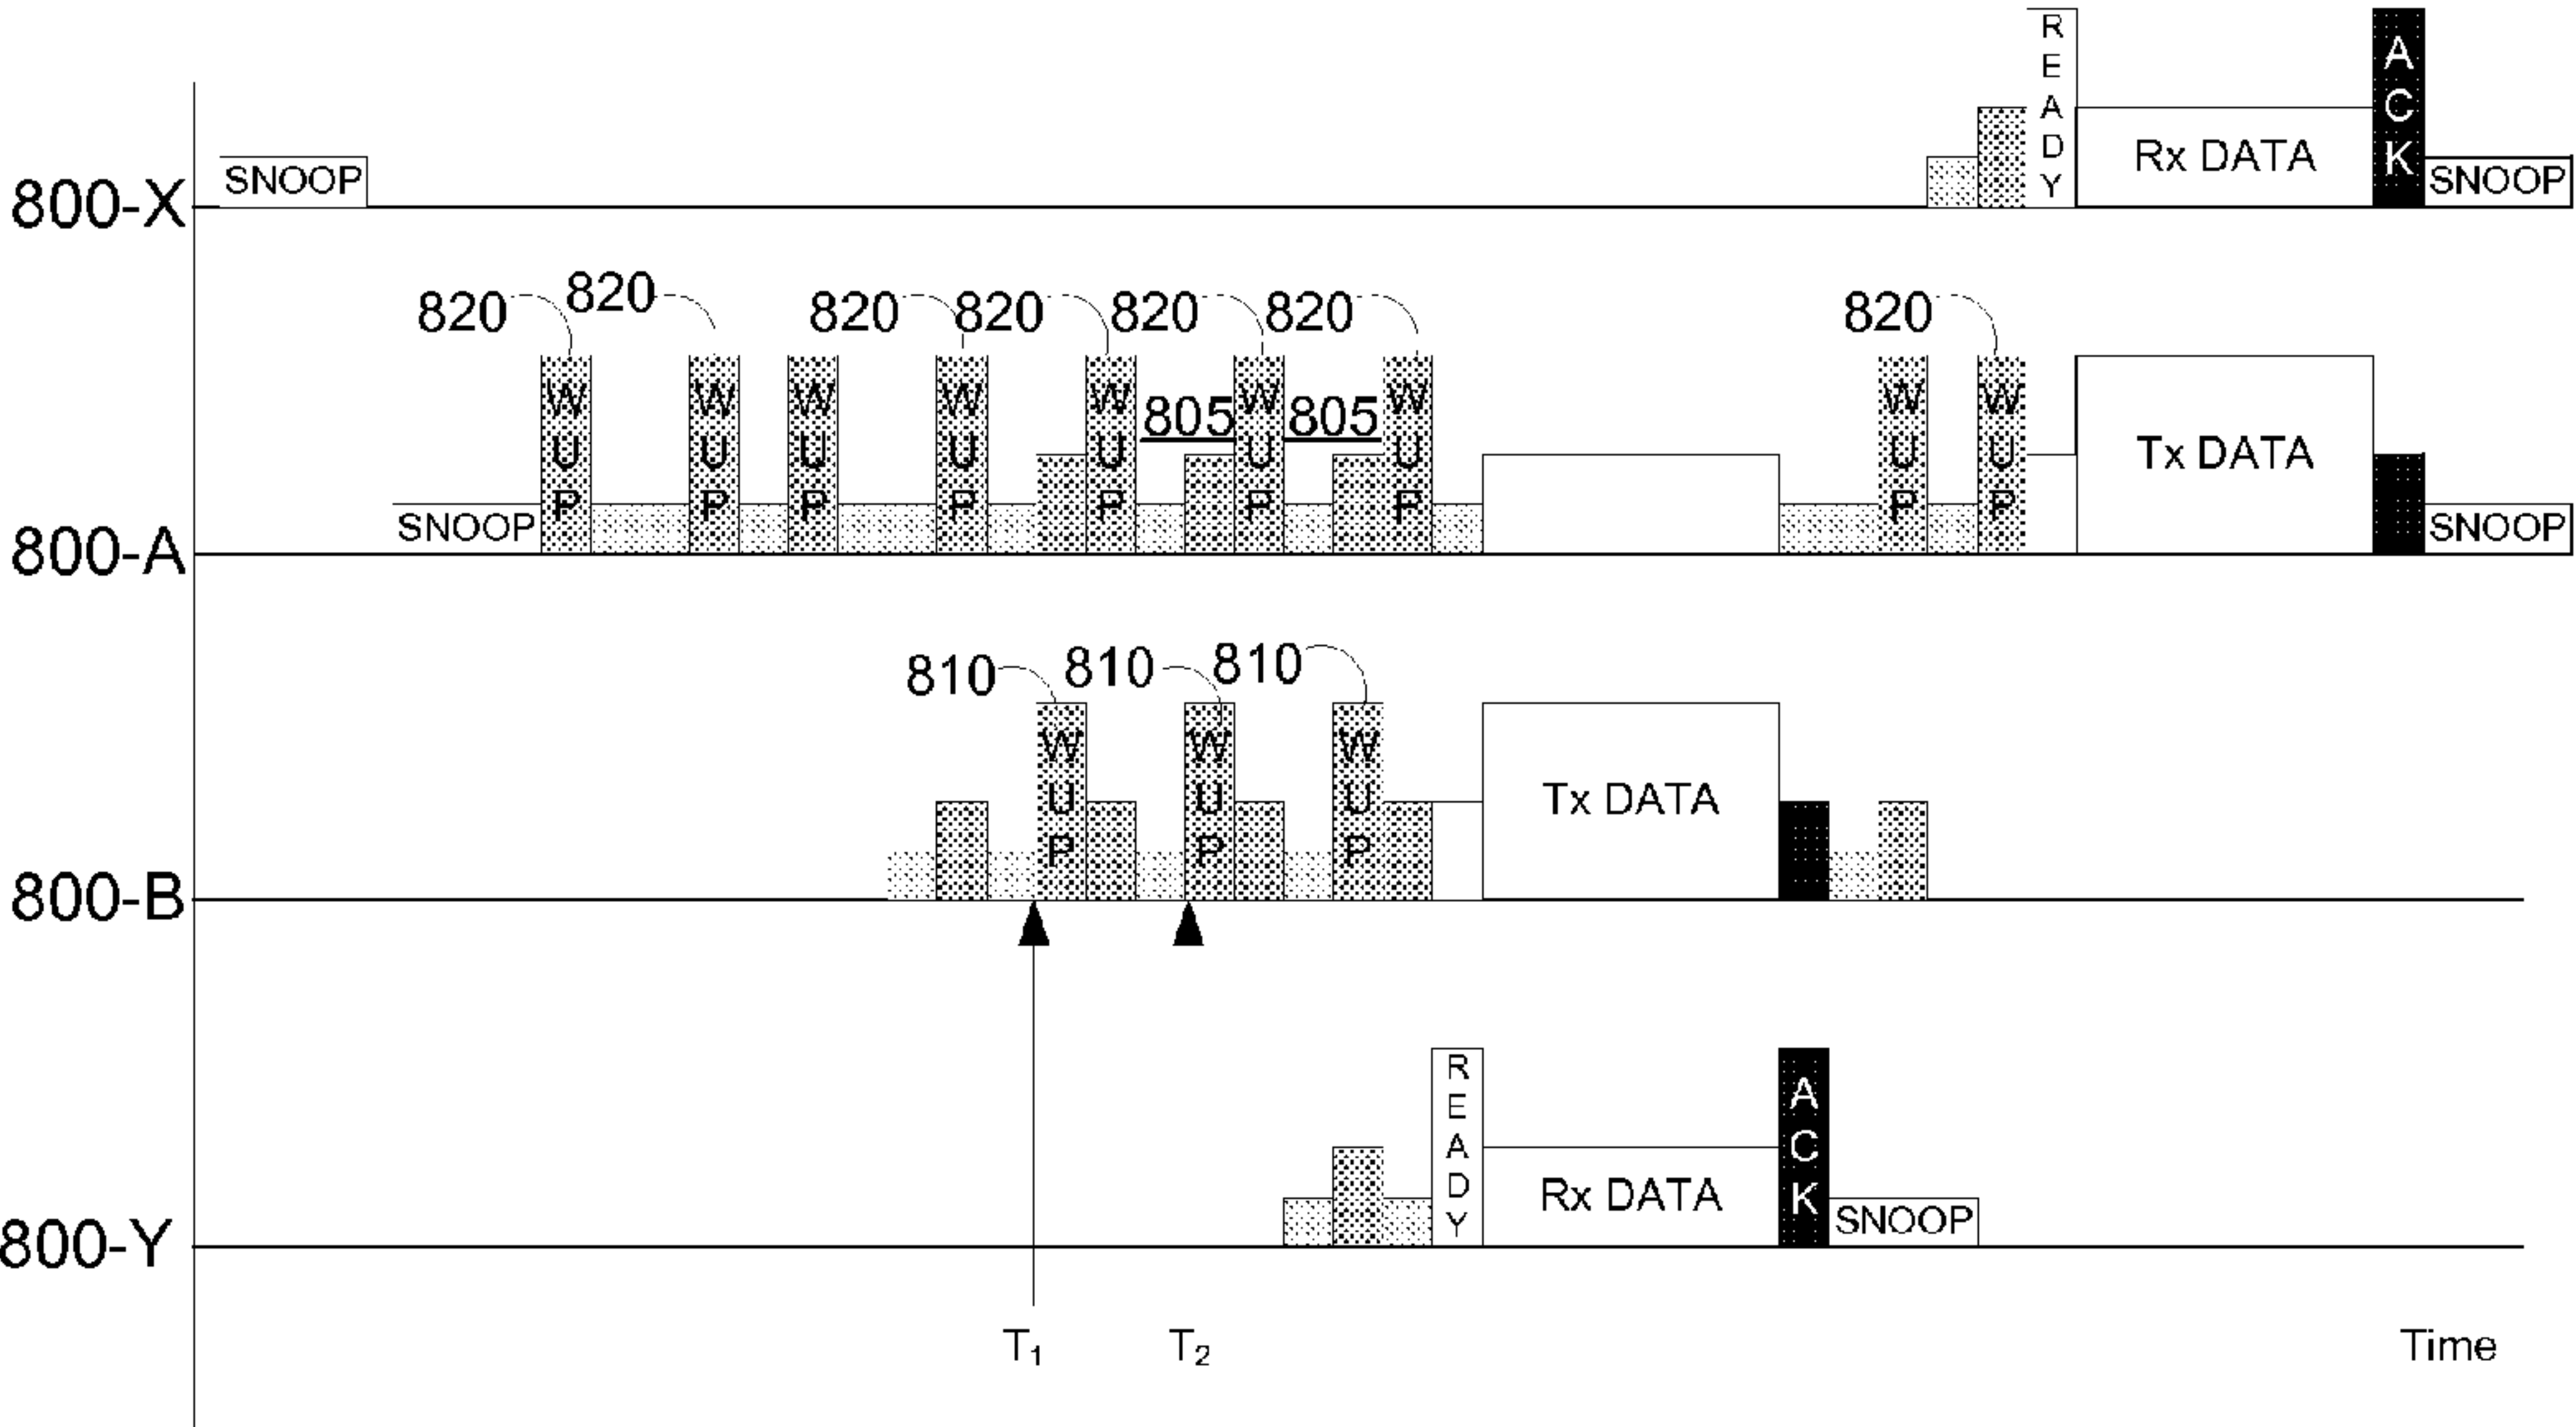 READY
ACK
SNOOP
Rx DATA
SNOOP
800-X
820
820
820
820
820
820
820
WUP
WUP
WUP
WUP
WUP
WUP
WUP
WUP
WUP
805
805
Tx DATA
SNOOP
SNOOP
800-A
810
810
810
WUP
WUP
WUP
Tx DATA
800-B
READY
ACK
Rx DATA
SNOOP
800-Y
T1
T2
Time